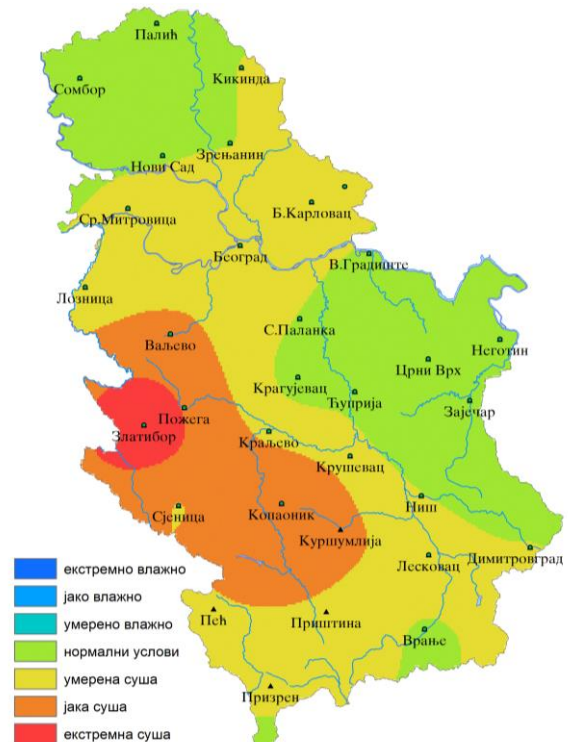 Палић
Сомбор
Кикинда
Зрењанин
Нови Сад
Ср.Митровица
Б.Карловац
Београд
В.Градиште
Лозница
С.Паланка
Ваљево
Неготин
Црни Врх
Крагујевац
Ћуприја
Зајечар
Пожега
Златибор
Краљево
Крушевац
Ниш
Сјеница
Копаоник
Куршумлија
Димитровград
Лесковац
Пећ
Приштина
Врање
Призрен
екстремно влажно
јако влажно
умерено влажно
нормални услови
умерена суша
јака суша
екстремна суша